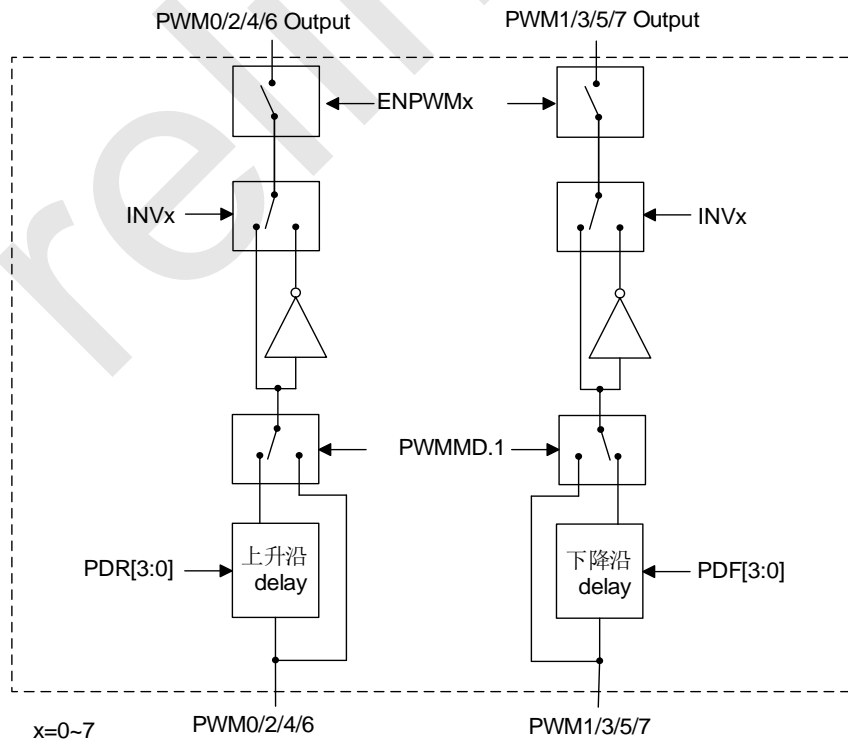 PWM0/2/4/6 Output PWM1/3/5/7 Output
ENPWMx
INVx INVx
PWMMD.1
PDR[3:0] 上升沿 下降沿 PDF[3:0]
delay delay
PWM0/2/4/6 PWM1/3/5/7
x=0~7